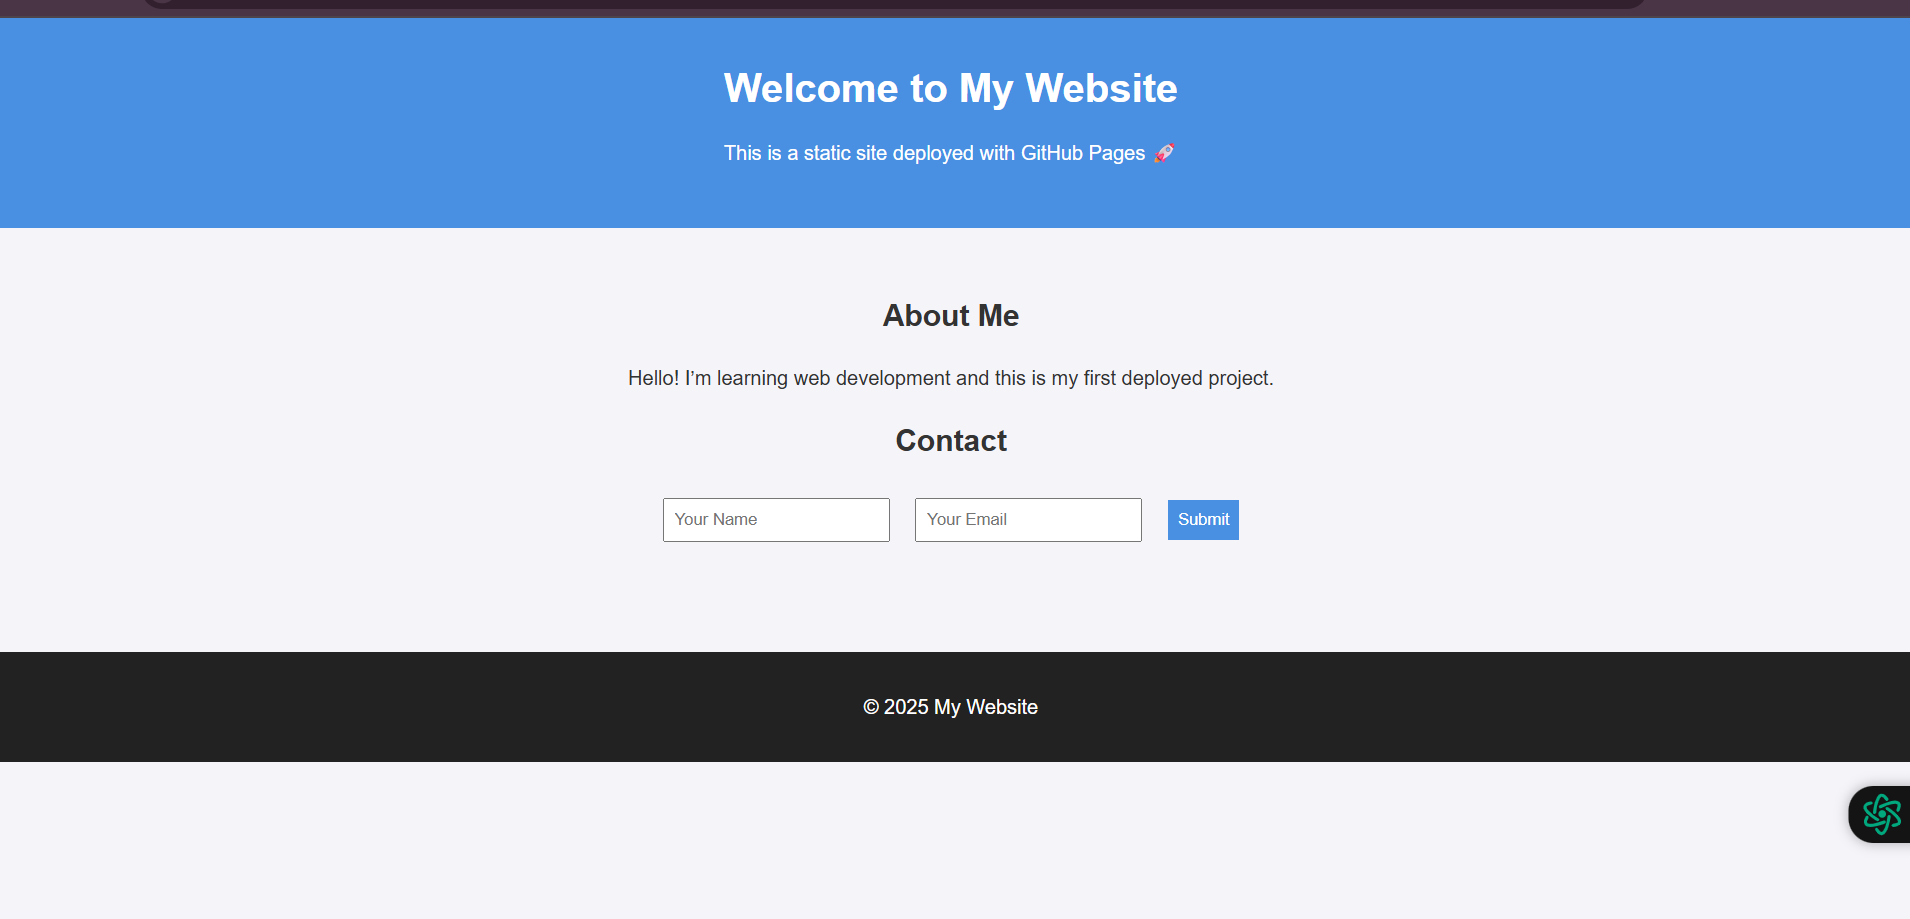 Welcome to My Website
This is a static site deployed with GitHub Pages 🚀
About Me
Hello! I’m learning web development and this is my first deployed project.
Contact
Your Name Your Email Submit
© 2025 My Website